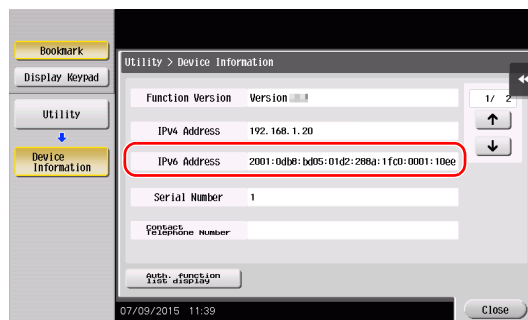 Bookmark
Display Keypad
Utility
Device
Information
Utility > Device Information
Function Version Version
1/ 2
IPv4 Address 192.168.1.20
IPv6 Address 2001:0db8:bd05:01d2:288a:1fc0:0001:10ee
Serial Number 1
Contact
Telephone Number
Auth. function
list display
07/09/2015 11:39
Close